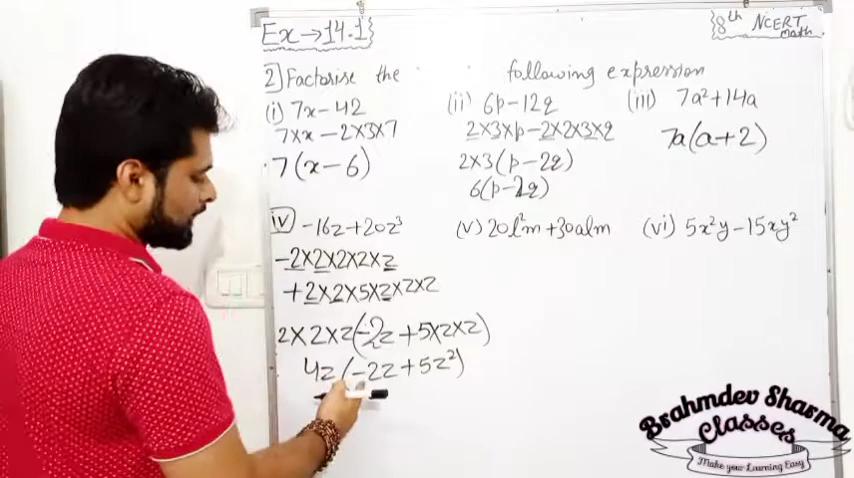 Ex→14.1
8th NCERT Math
2) Factorise the following expression
(i) 7x-42
7×x-2×3×7
7(x-6)
(ii) 6p-12q
2×3×p-2×2×3×q
2×3(p-2q)
6(p-2q)
(iii) 7a²+14a
7a(a+2)
iv) -16z+20z³
-2×2×2×2×z
+2×2×5×z×z×z
2×2×z(-2z+5×z×z)
4z(-2z+5z²)
(v) 20l²m+30alm
(vi) 5x²y-15xy²
Brahmdev Sharma
Classes
Make your Learning Easy